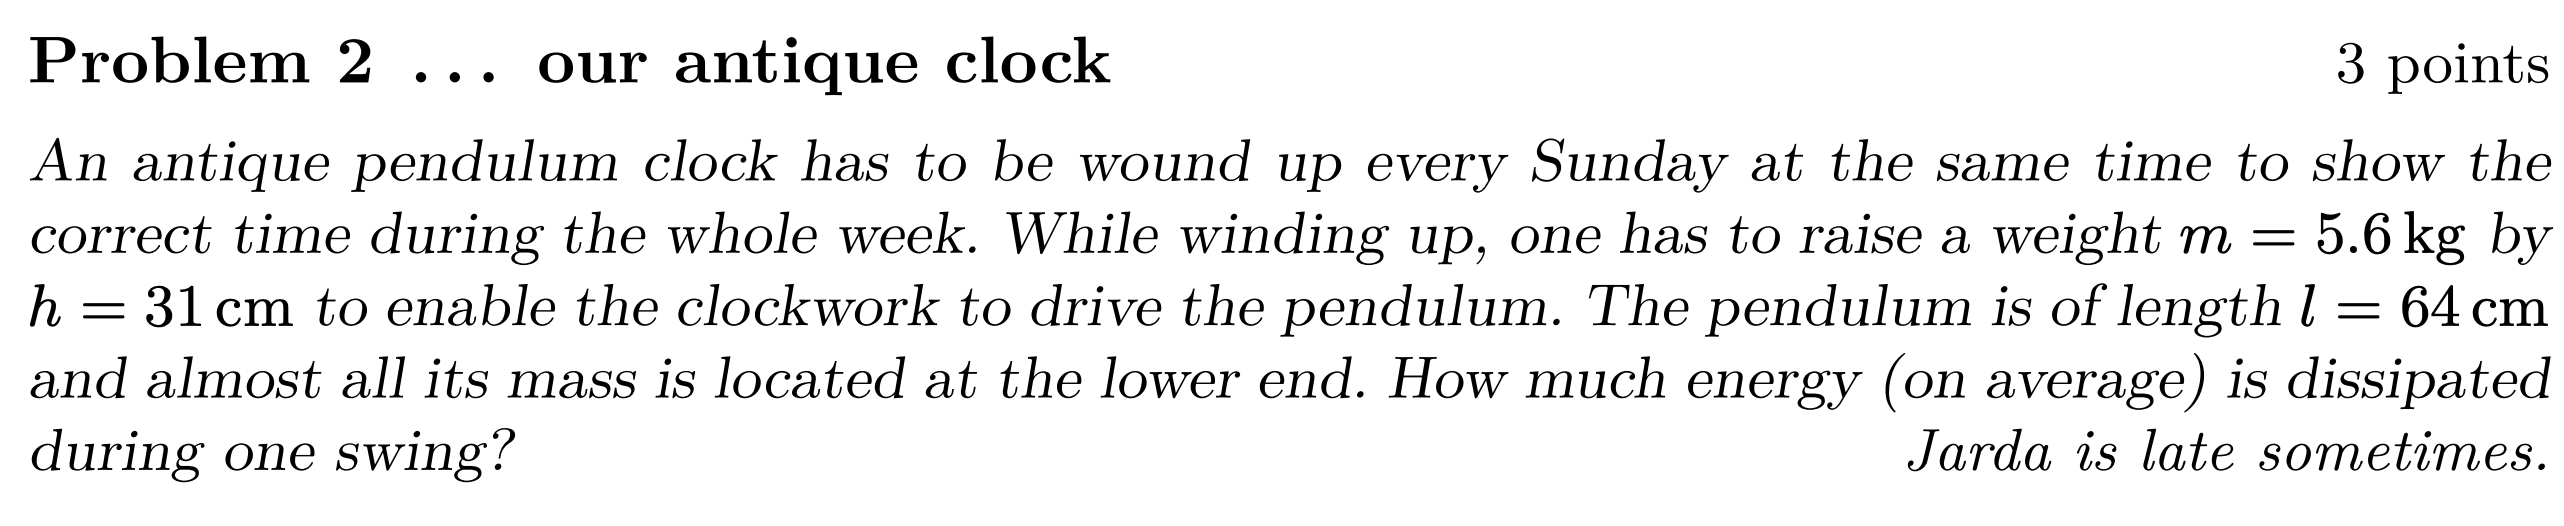 Problem 2 ... our antique clock 3 points
An antique pendulum clock has to be wound up every Sunday at the same time to show the
correct time during the whole week. While winding up, one has to raise a weight m = 5.6 kg by
h = 31 cm to enable the clockwork to drive the pendulum. The pendulum is of length l = 64 cm
and almost all its mass is located at the lower end. How much energy (on average) is dissipated
during one swing? Jarda is late sometimes.